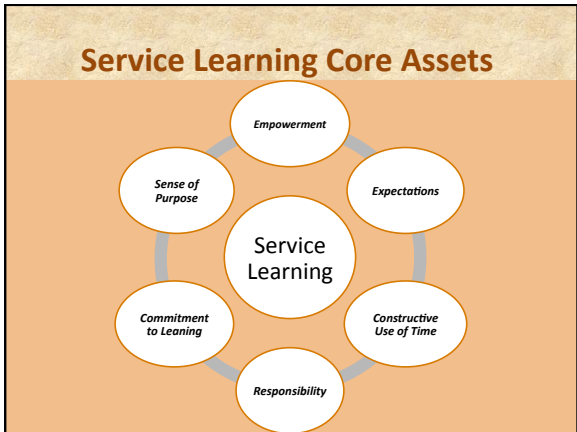 Service Learning Core Assets
Empowerment
Expectations
Constructive
Use of Time
Responsibility
Commitment
to Leaning
Sense of
Purpose
Service
Learning